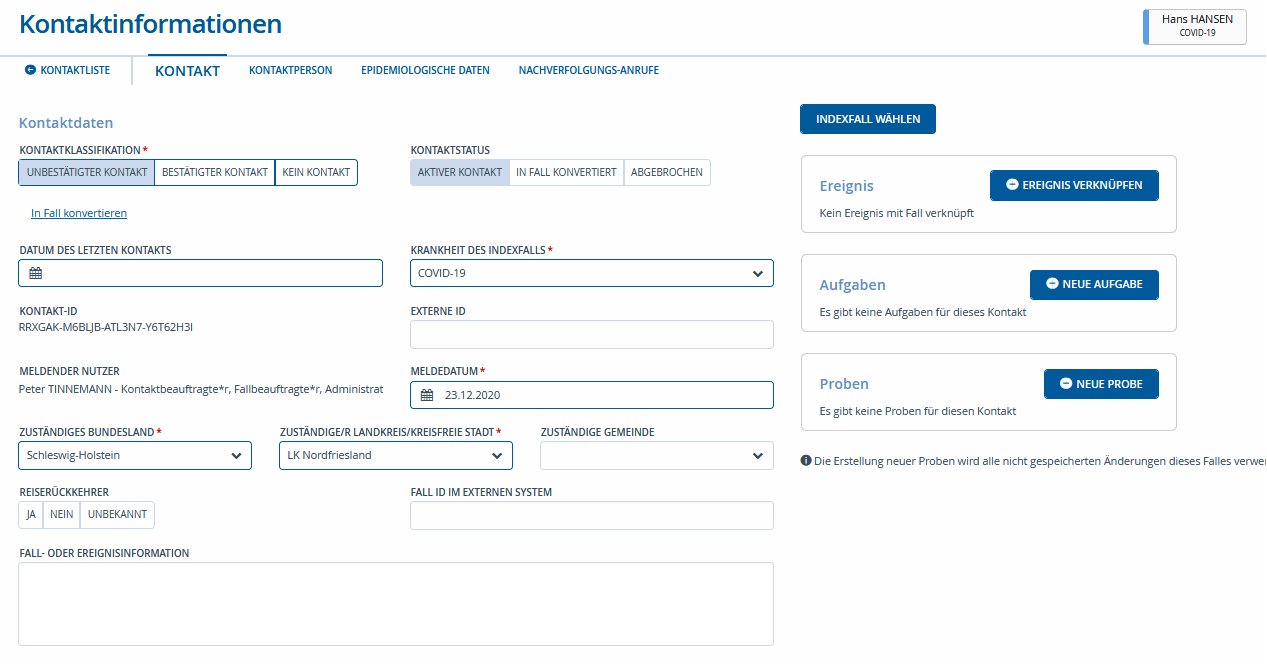 Kontaktinformationen
Hans HANSEN
COVID-19
KONTAKTLISTE
KONTAKT
KONTAKTPERSON
EPIDEMIOLOGISCHE DATEN
NACHVERFOLGUNGS-ANRUFE
Kontaktdaten
KONTAKTKLASSIFIKATION *
UNBESTÄTIGTER KONTAKT
BESTÄTIGTER KONTAKT
KEIN KONTAKT
KONTAKTSTATUS
AKTIVER KONTAKT
IN FALL KONVERTIERT
ABGEBROCHEN
In Fall konvertieren
DATUM DES LETZTEN KONTAKTS
KRANKHEIT DES INDEXFALLS *
COVID-19
KONTAKT-ID
RRXGAK-M6BLJB-ATL3N7-Y6T62H3I
EXTERNE ID
MELDENDER NUTZER
Peter TINNEMANN - Kontaktbeauftragte*r, Fallbeauftragte*r, Administrat
MELDEDATUM *
23.12.2020
ZUSTÄNDIGES BUNDESLAND *
Schleswig-Holstein
ZUSTÄNDIGE/R LANDKREIS/KREISFREIE STADT *
LK Nordfriesland
ZUSTÄNDIGE GEMEINDE
REISERÜCKKEHRER
JA
NEIN
UNBEKANNT
FALL ID IM EXTERNEN SYSTEM
FALL- ODER EREIGNISINFORMATION
INDEXFALL WÄHLEN
Ereignis
EREIGNIS VERKNÜPFEN
Kein Ereignis mit Fall verknüpft
Aufgaben
NEUE AUFGABE
Es gibt keine Aufgaben für dieses Kontakt
Proben
NEUE PROBE
Es gibt keine Proben für diesen Kontakt
Die Erstellung neuer Proben wird alle nicht gespeicherten Änderungen dieses Falles verwer